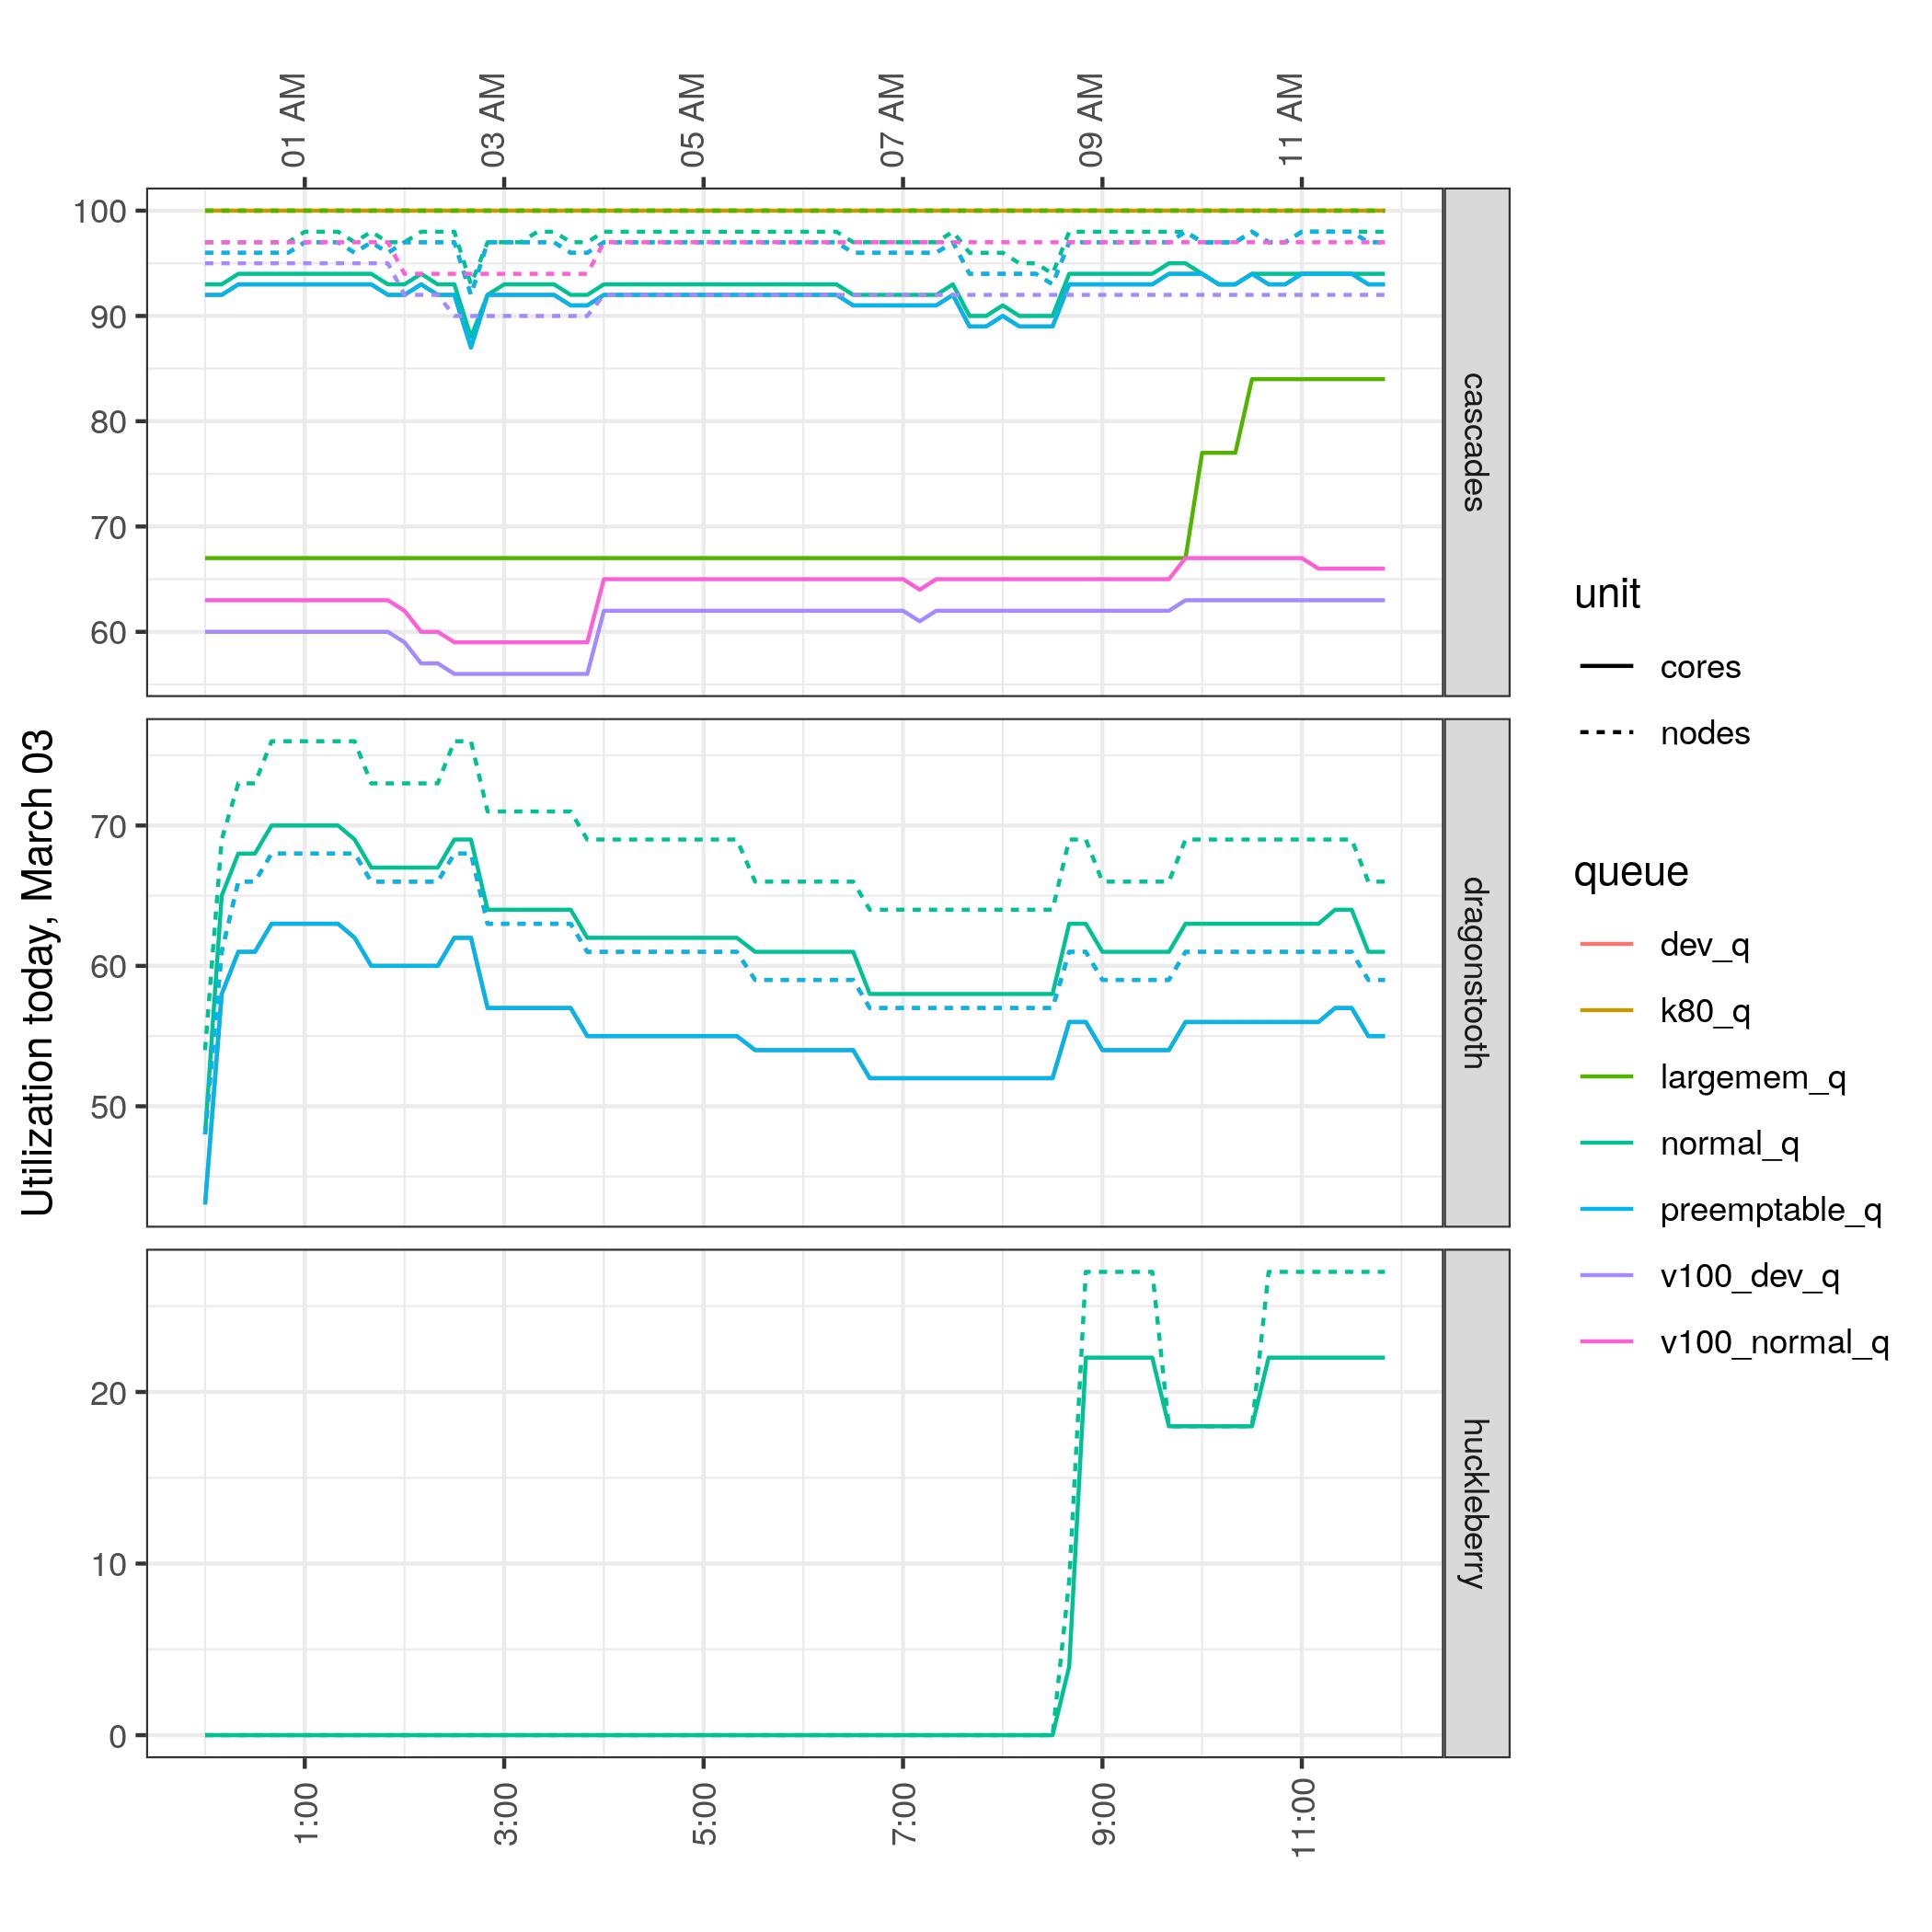 01 AM
03 AM
05 AM
07 AM
09 AM
11 AM
100
90
80
70
60
cascades
Utilization today, March 03
70
60
50
dragonstooth
20
10
0
huckleberry
1:00
3:00
5:00
7:00
9:00
11:00
unit
cores
nodes
queue
dev_q
k80_q
largemem_q
normal_q
preemptable_q
v100_dev_q
v100_normal_q